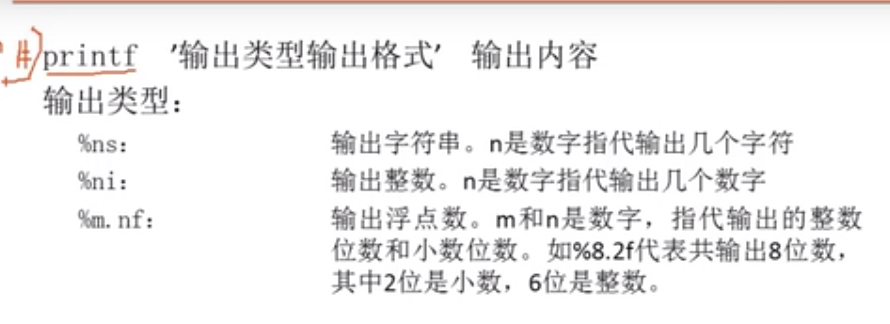 #printf '输出类型输出格式' 输出内容
输出类型：
%ns： 输出字符串。n是数字指代输出几个字符
%ni： 输出整数。n是数字指代输出几个数字
%m.nf： 输出浮点数。m和n是数字，指代输出的整数
位数和小数位数。如%8.2f代表共输出8位数，
其中2位是小数，6位是整数。